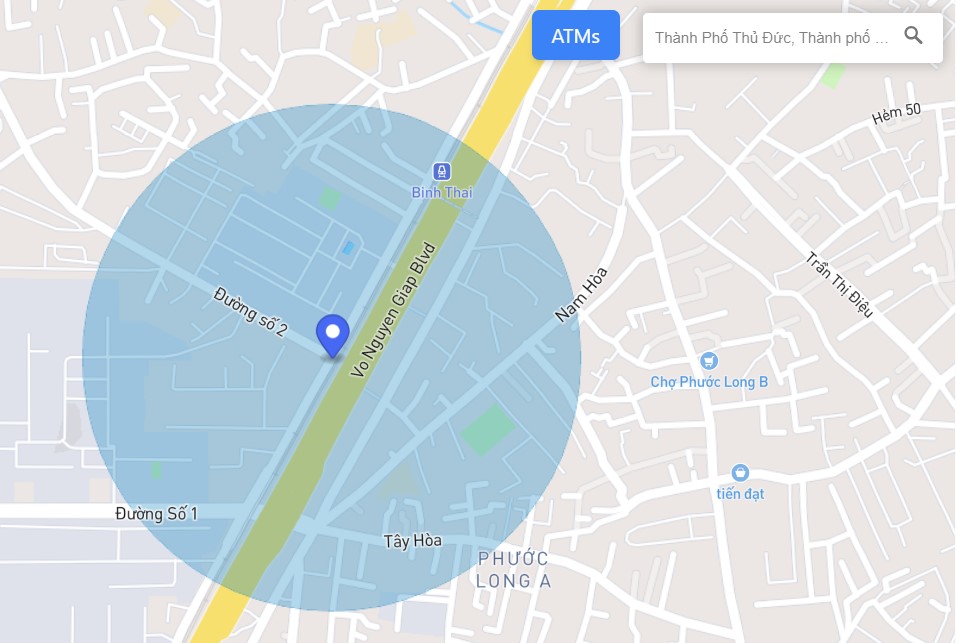 ATMs
Thành Phố Thủ Đức, Thành phố ...
Hẻm 50
Binh Thai
Vo Nguyen Giap Blvd
Trần Thị Điệu
Nam Hòa
Đường số 2
Chợ Phước Long B
tiến đạt
Đường Số 1
Tây Hòa
PHƯỚC
LONG A